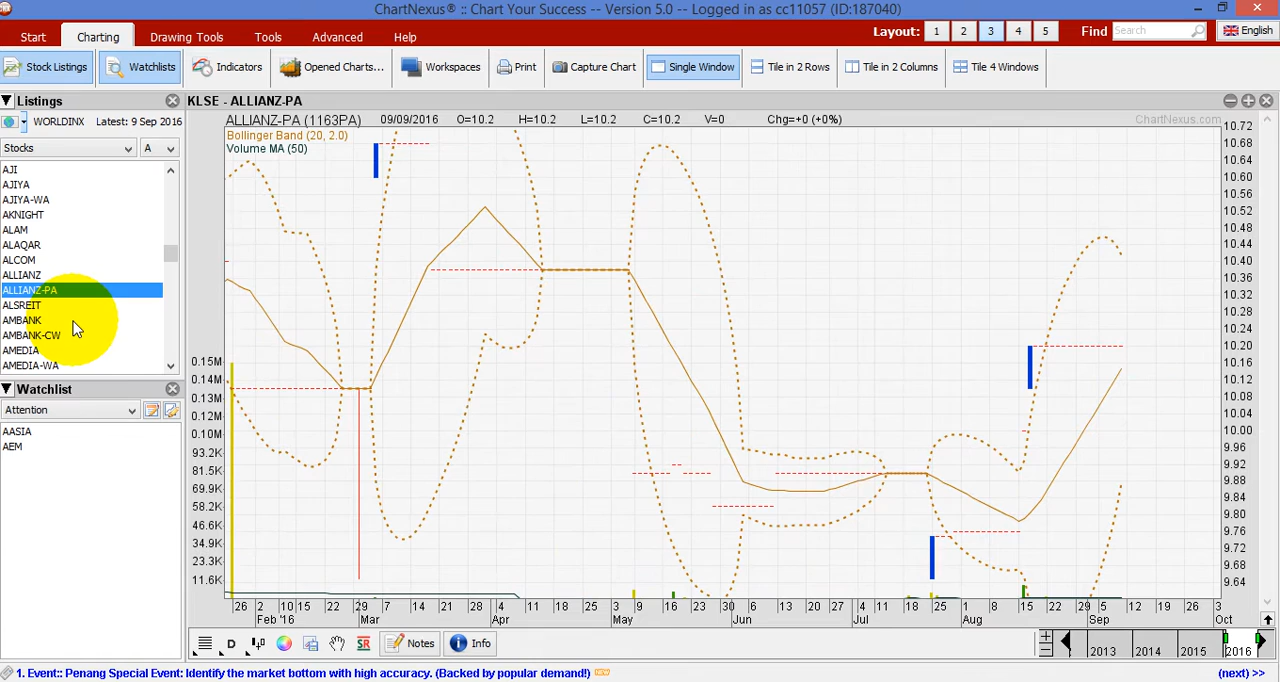 ChartNexus® :: Chart Your Success -- Version 5.0 -- Logged in as cc11057 (ID:187040)
Start Charting Drawing Tools Tools Advanced Help Layout: 1 2 3 4 5 Find Search English
Stock Listings Watchlists Indicators Opened Charts... Workspaces Print Capture Chart Single Window Tile in 2 Rows Tile in 2 Columns Tile 4 Windows
Listings
WORLDINX Latest: 9 Sep 2016
Stocks A
AJI
AJIYA
AJIYA-WA
AKNIGHT
ALAM
ALAQAR
ALCOM
ALLIANZ
ALLIANZ-PA
ALSREIT
AMBANK
AMBANK-CW
AMEDIA
AMEDIA-WA
Watchlist
Attention
AASIA
AEM
KLSE - ALLIANZ-PA
ALLIANZ-PA (1163PA) 09/09/2016 O=10.2 H=10.2 L=10.2 C=10.2 V=0 Chg=+0 (+0%) ChartNexus.com
Bollinger Band (20, 2.0)
Volume MA (50)
10.72
10.68
10.64
10.60
10.56
10.52
10.48
10.44
10.40
10.36
10.32
10.28
10.24
10.20
10.16
10.12
10.08
10.04
10.00
9.96
9.92
9.88
9.84
9.80
9.76
9.72
9.68
9.64
0.15M
0.14M
0.13M
0.12M
0.10M
93.2K
81.5K
69.9K
58.2K
46.6K
34.9K
23.3K
11.6K
26 2 10 15 22 29 7 14 21 28 4 11 18 25 3 9 16 23 30 6 13 20 27 4 11 18 25 1 8 15 22 29 5 12 19 26 3
Feb '16 Mar Apr May Jun Jul Aug Sep Oct
D SR Notes Info 2013 2014 2015 2016
1. Event:: Penang Special Event: Identify the market bottom with high accuracy. (Backed by popular demand!) (next) >>